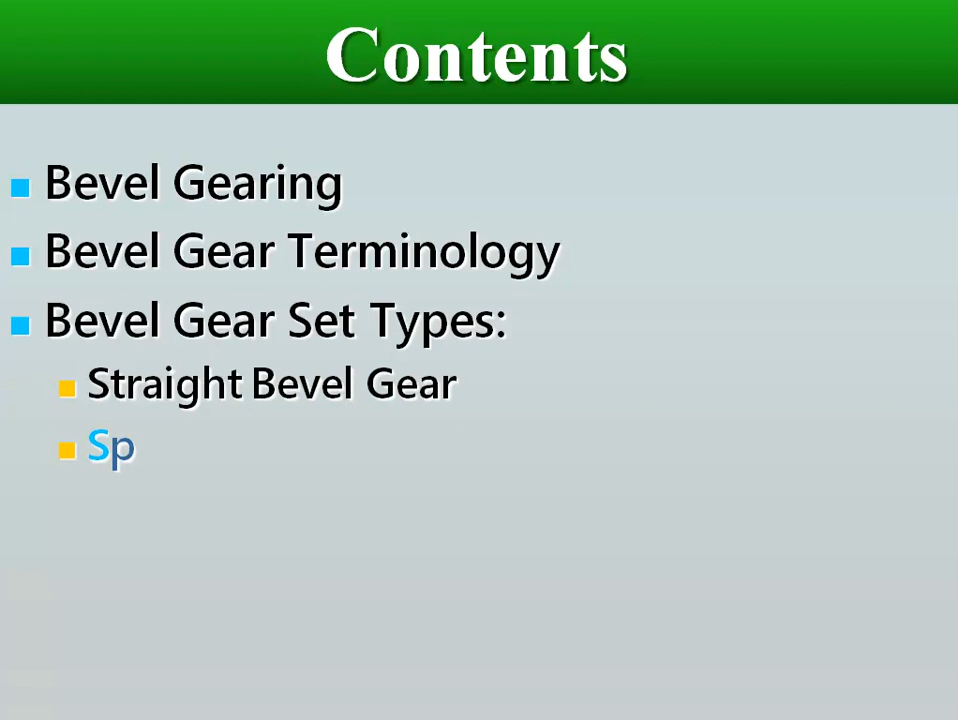 Contents
Bevel Gearing
Bevel Gear Terminology
Bevel Gear Set Types:
Straight Bevel Gear
Sp